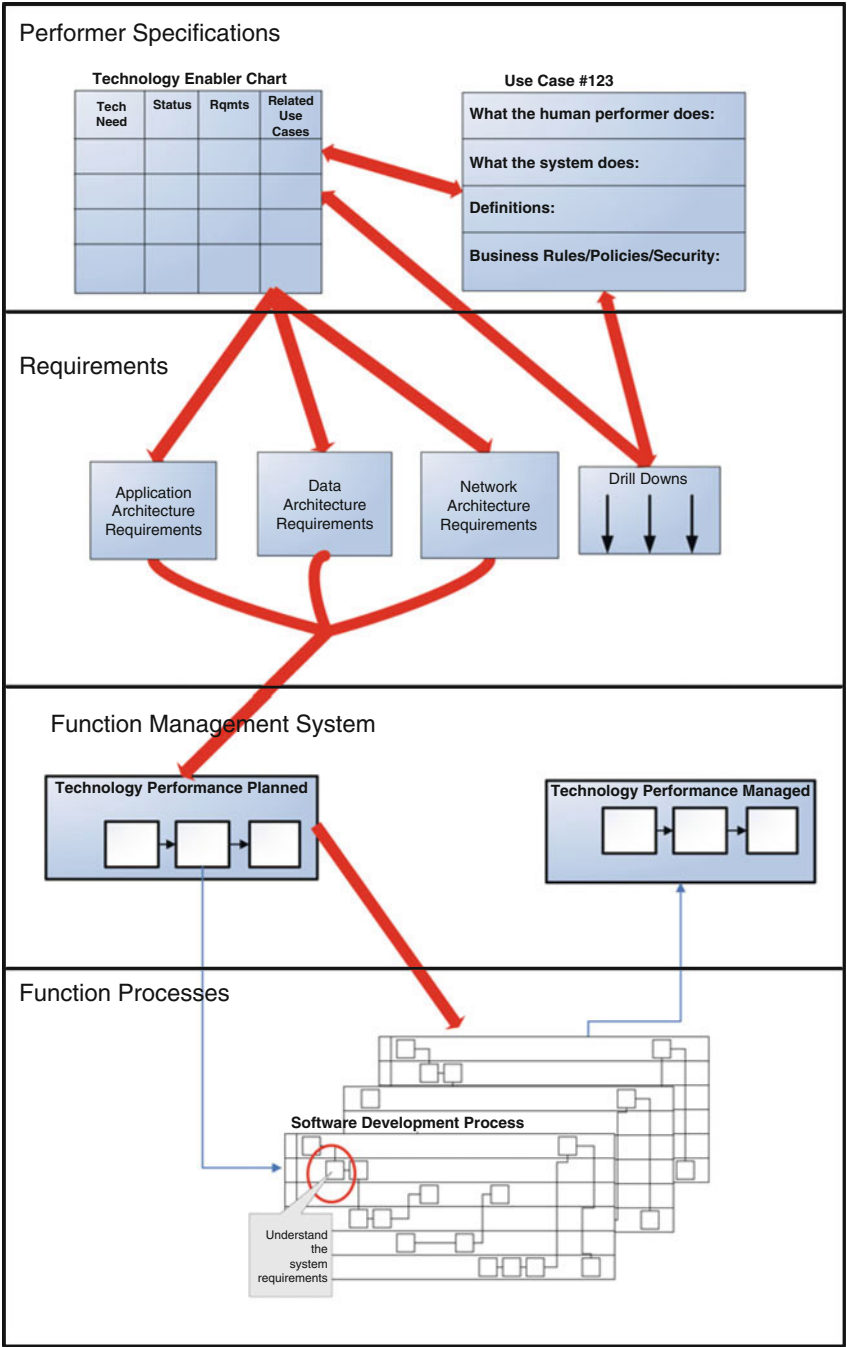 Performer Specifications
Technology Enabler Chart
Tech
Need
Status
Rqmts
Related
Use
Cases
Use Case #123
What the human performer does:
What the system does:
Definitions:
Business Rules/Policies/Security:
Requirements
Application
Architecture
Requirements
Data
Architecture
Requirements
Network
Architecture
Requirements
Drill Downs
Function Management System
Technology Performance Planned
Technology Performance Managed
Function Processes
Software Development Process
Understand
the
system
requirements